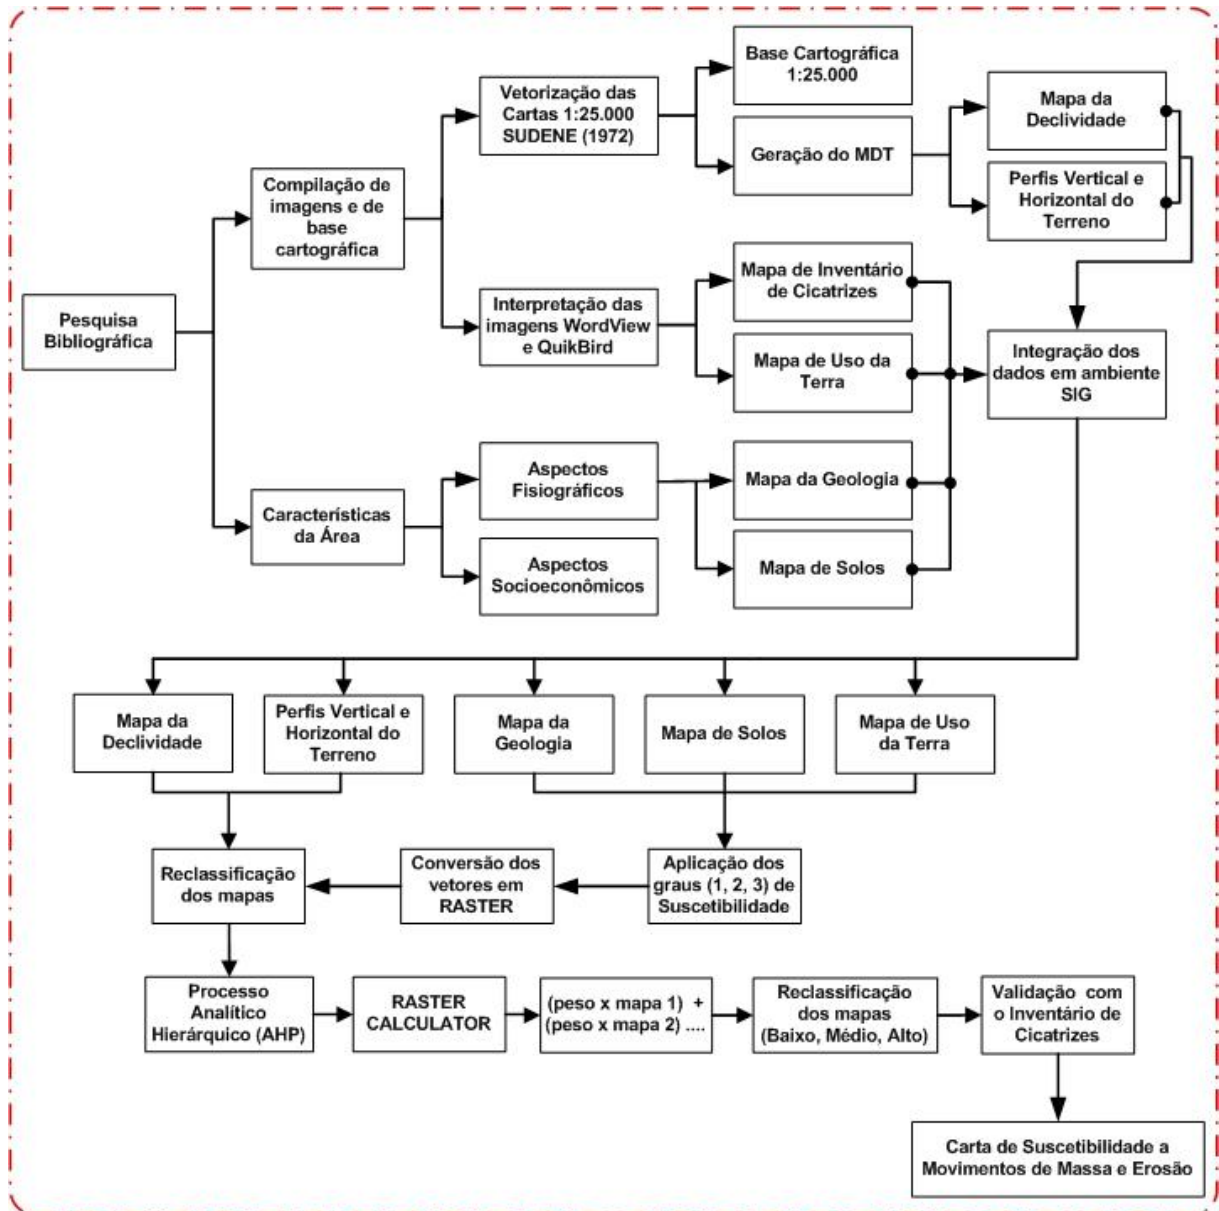 Base Cartográfica
1:25.000
Vetorização das
Cartas 1:25.000
SUDENE (1972)
Mapa da
Declividade
Geração do MDT
Compilação de
imagens e de
base
cartográfica
Perfis Vertical e
Horizontal do
Terreno
Mapa de Inventário
de Cicatrizes
Pesquisa
Bibliográfica
Interpretação das
imagens WordView
e QuikBird
Mapa de Uso da
Terra
Integração dos
dados em ambiente
SIG
Aspectos
Fisiográficos
Mapa da Geologia
Características
da Área
Aspectos
Socioeconômicos
Mapa de Solos
Mapa da
Declividade
Perfis Vertical e
Horizontal do
Terreno
Mapa da
Geologia
Mapa de Solos
Mapa de Uso
da Terra
Reclassificação
dos mapas
Conversão dos
vetores em
RASTER
Aplicação dos
graus (1, 2, 3) de
Suscetibilidade
Processo
Analítico
Hierárquico (AHP)
RASTER
CALCULATOR
(peso x mapa 1) +
(peso x mapa 2) ....
Reclassificação
dos mapas
(Baixo, Médio, Alto)
Validação com
o Inventário de
Cicatrizes
Carta de Suscetibilidade a
Movimentos de Massa e Erosão